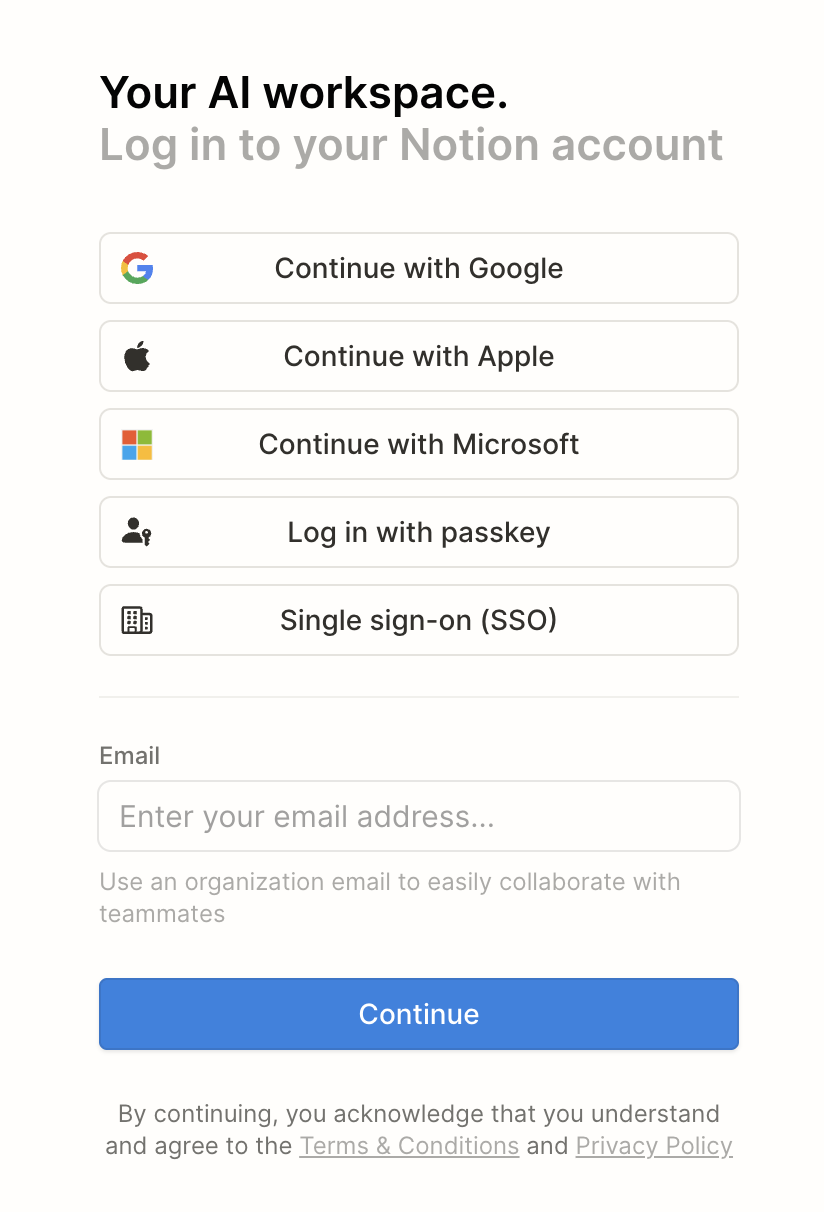 Your AI workspace.
Log in to your Notion account
Continue with Google
Continue with Apple
Continue with Microsoft
Log in with passkey
Single sign-on (SSO)
Email
Enter your email address...
Use an organization email to easily collaborate with
teammates
Continue
By continuing, you acknowledge that you understand
and agree to the Terms & Conditions and Privacy Policy